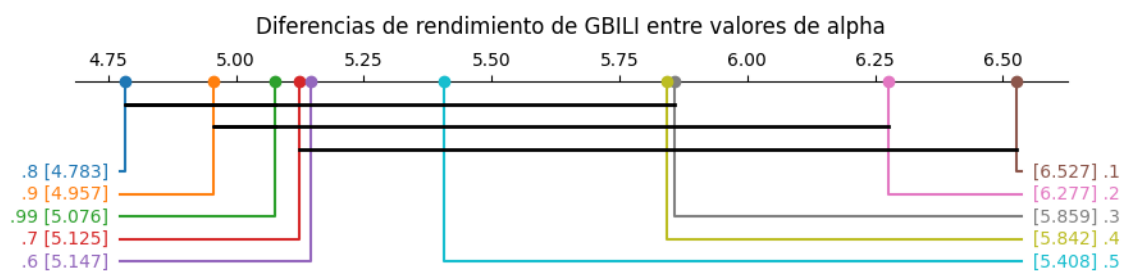 Diferencias de rendimiento de GBILI entre valores de alpha
4.75 5.00 5.25 5.50 5.75 6.00 6.25 6.50
.8 [4.783] [6.527] .1
.9 [4.957] [6.277] .2
.99 [5.076] [5.859] .3
.7 [5.125] [5.842] .4
.6 [5.147] [5.408] .5